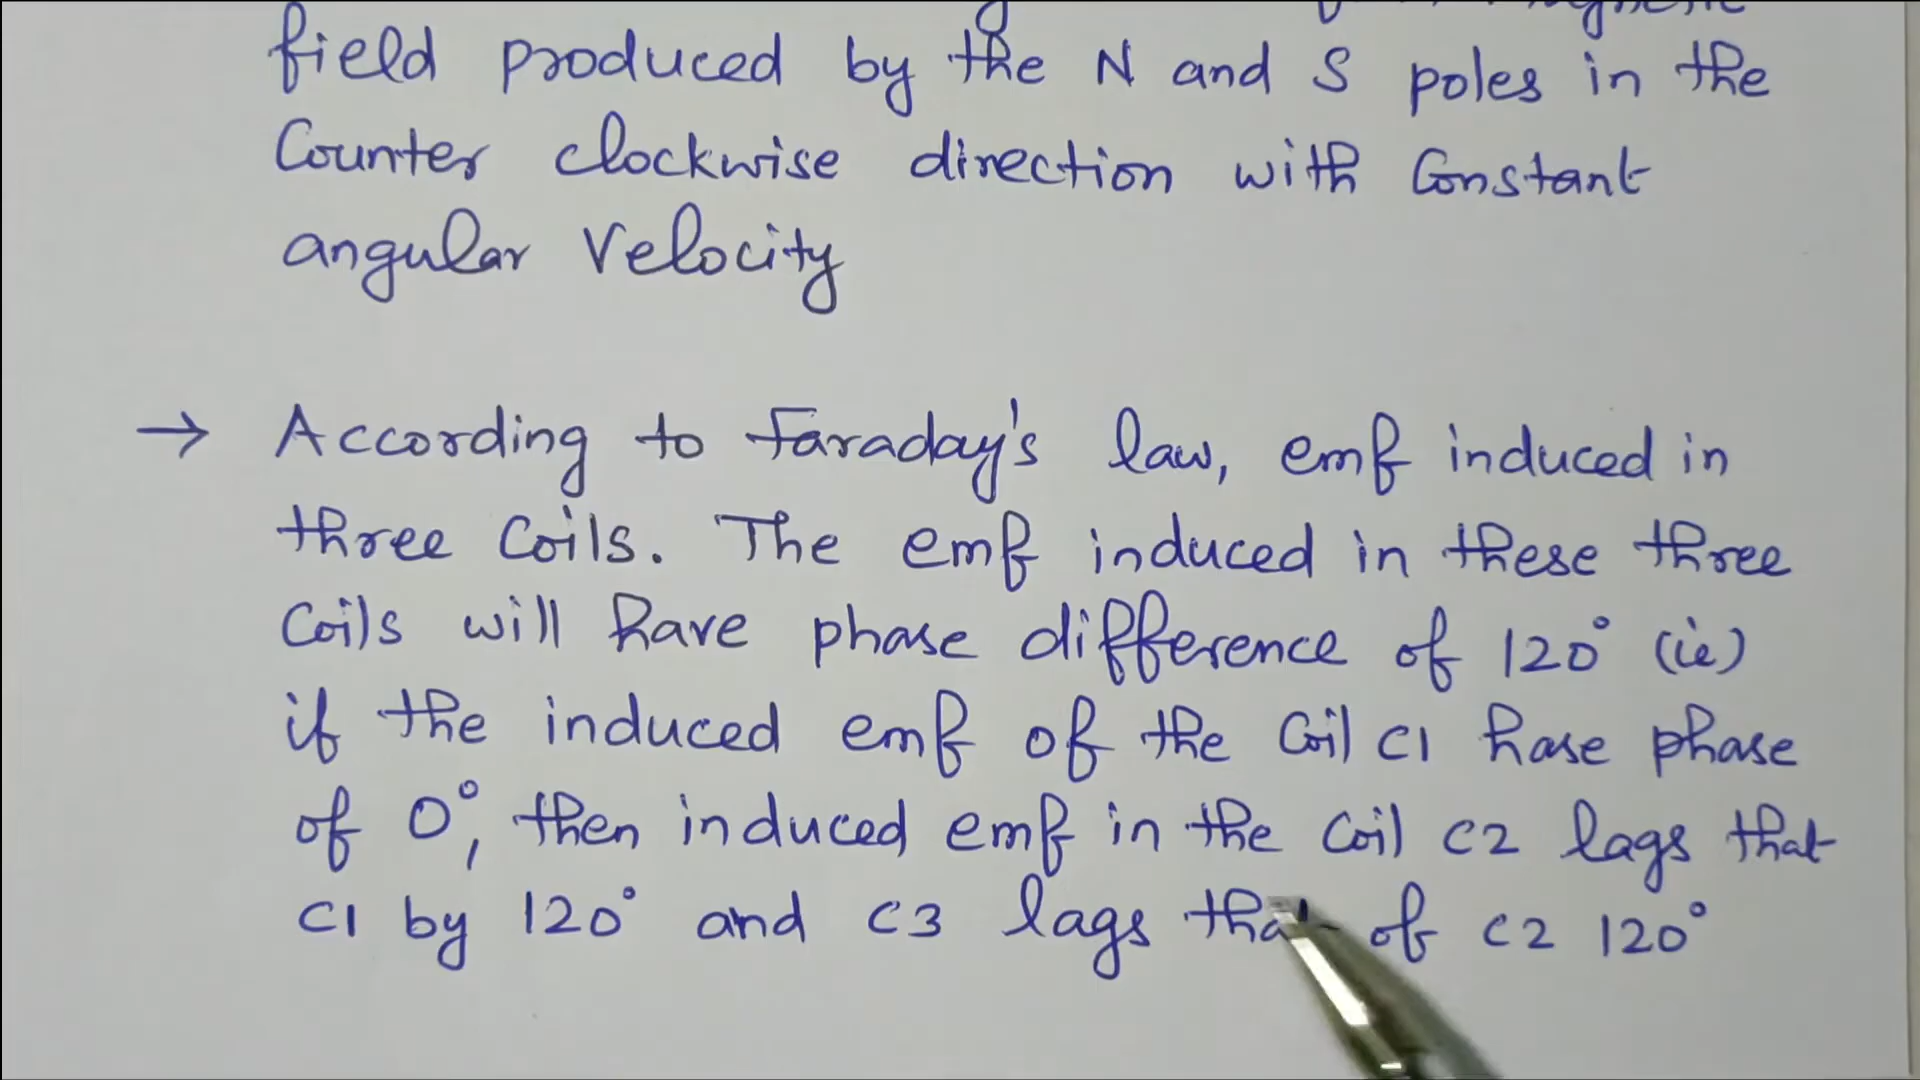 field produced by the N and S poles in the
Counter clockwise direction with Constant
angular Velocity
→ According to Faraday's law, emf induced in
three Coils. The emf induced in these three
Coils will have phase difference of 120° (ie)
if the induced emf of the Coil C1 hase phase
of 0°, then induced emf in the Coil C2 lags that
C1 by 120° and C3 lags that of C2 120°